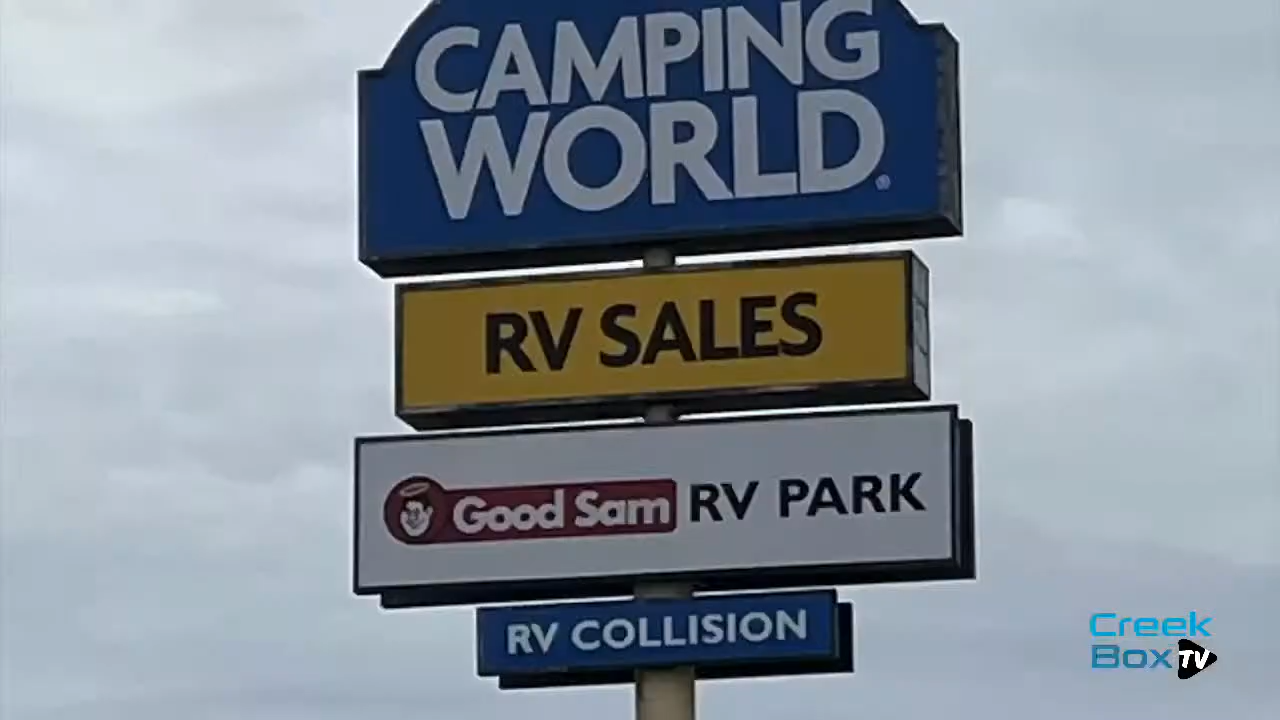 CAMPING
WORLD®
RV SALES
Good Sam RV PARK
RV COLLISION
Creek
Box TV